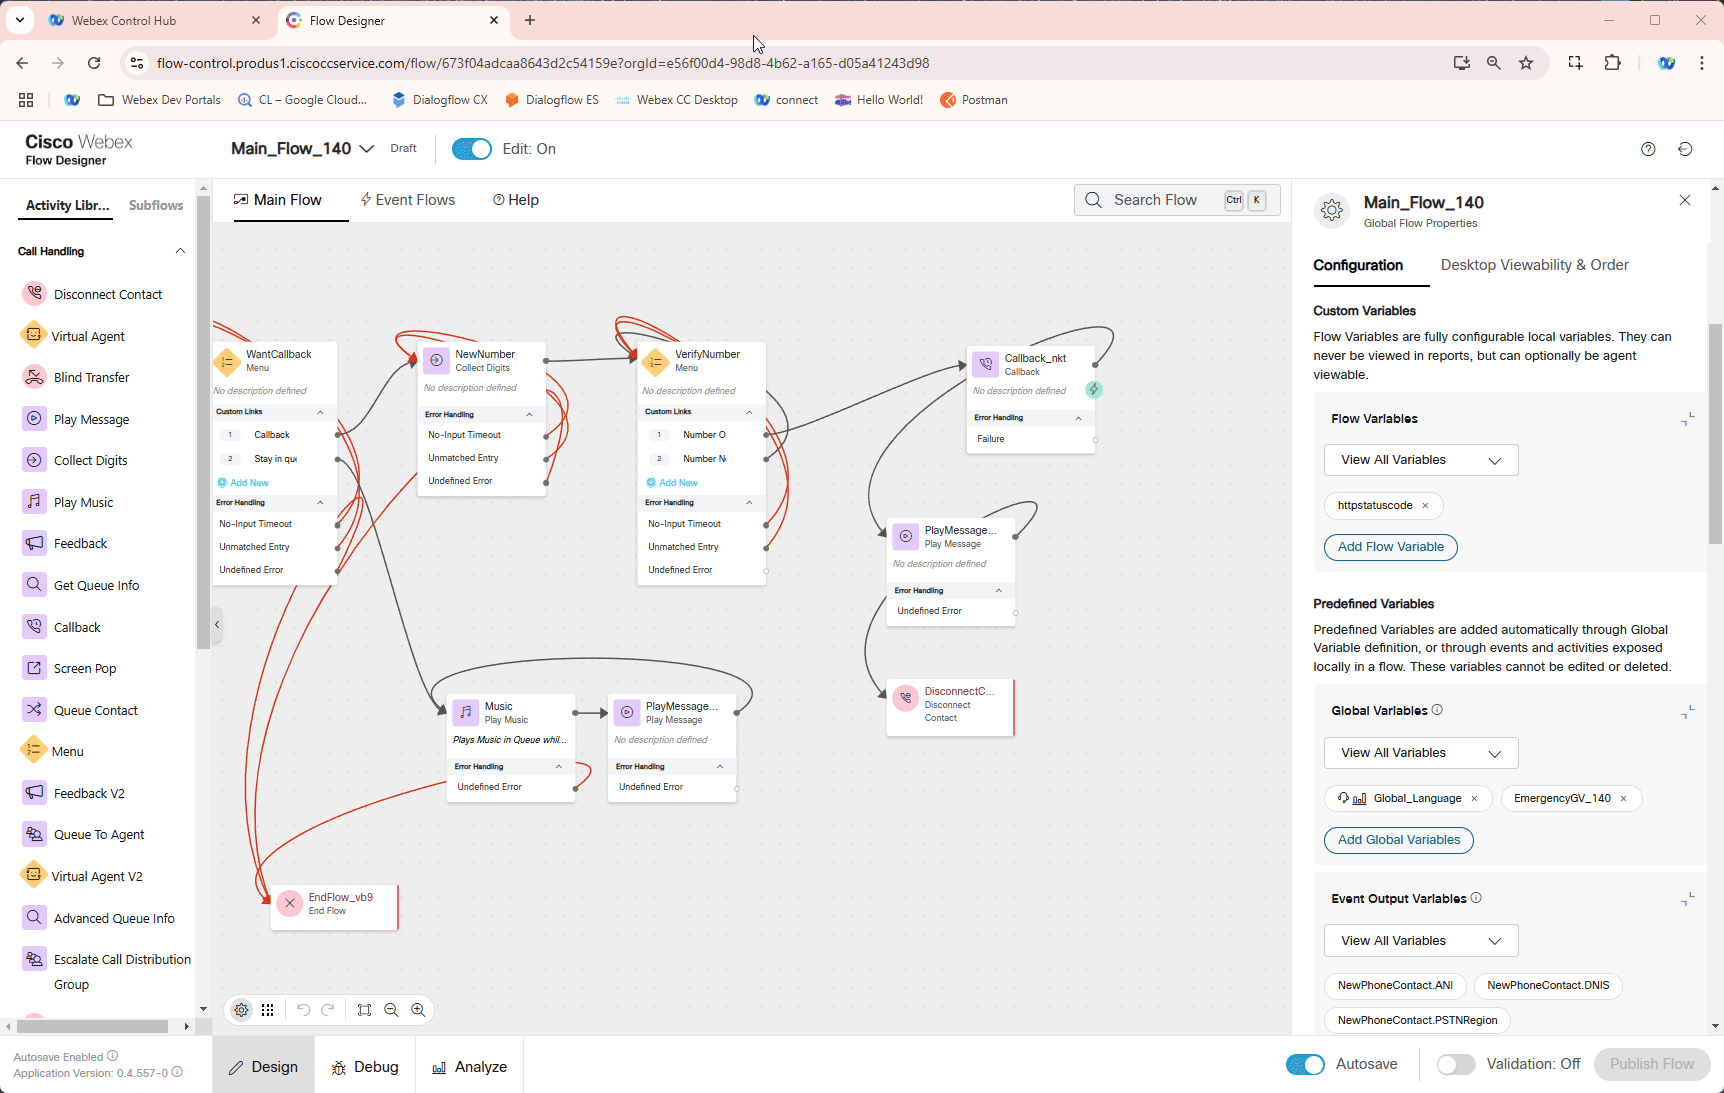 Webex Control Hub
Flow Designer
flow-control.produs1.ciscoccservice.com/flow/673f04adcaa8643d2c54159e?orgId=e56f00d4-98d8-4b62-a165-d05a41243d98
Webex Dev Portals
CL – Google Cloud...
Dialogflow CX
Dialogflow ES
Webex CC Desktop
connect
Hello World!
Postman
Cisco Webex
Flow Designer
Main_Flow_140
Draft
Edit: On
Activity Libr...
Subflows
Call Handling
Disconnect Contact
Virtual Agent
Blind Transfer
Play Message
Collect Digits
Play Music
Feedback
Get Queue Info
Callback
Screen Pop
Queue Contact
Menu
Feedback V2
Queue To Agent
Virtual Agent V2
Advanced Queue Info
Escalate Call Distribution
Group
Main Flow
Event Flows
Help
Search Flow
Ctrl
K
WantCallback
Menu
No description defined
Custom Links
1 Callback
2 Stay in que
Add New
Error Handling
No-Input Timeout
Unmatched Entry
Undefined Error
NewNumber
Collect Digits
No description defined
Error Handling
No-Input Timeout
Unmatched Entry
Undefined Error
VerifyNumber
Menu
No description defined
Custom Links
1 Number O
2 Number N
Add New
Error Handling
No-Input Timeout
Unmatched Entry
Undefined Error
Callback_nkt
Callback
No description defined
Error Handling
Failure
PlayMessage...
Play Message
No description defined
Error Handling
Undefined Error
DisconnectC...
Disconnect
Contact
Music
Play Music
Plays Music in Queue whil...
Error Handling
Undefined Error
PlayMessage...
Play Message
No description defined
Error Handling
Undefined Error
EndFlow_vb9
End Flow
Main_Flow_140
Global Flow Properties
Configuration
Desktop Viewability & Order
Custom Variables
Flow Variables are fully configurable local variables. They can
never be viewed in reports, but can optionally be agent
viewable.
Flow Variables
View All Variables
httpstatuscode ×
Add Flow Variable
Predefined Variables
Predefined Variables are added automatically through Global
Variable definition, or through events and activities exposed
locally in a flow. These variables cannot be edited or deleted.
Global Variables
View All Variables
Global_Language ×
EmergencyGV_140 ×
Add Global Variables
Event Output Variables
View All Variables
NewPhoneContact.ANI
NewPhoneContact.DNIS
NewPhoneContact.PSTNRegion
Autosave Enabled
Application Version: 0.4.557-0
Design
Debug
Analyze
Autosave
Validation: Off
Publish Flow